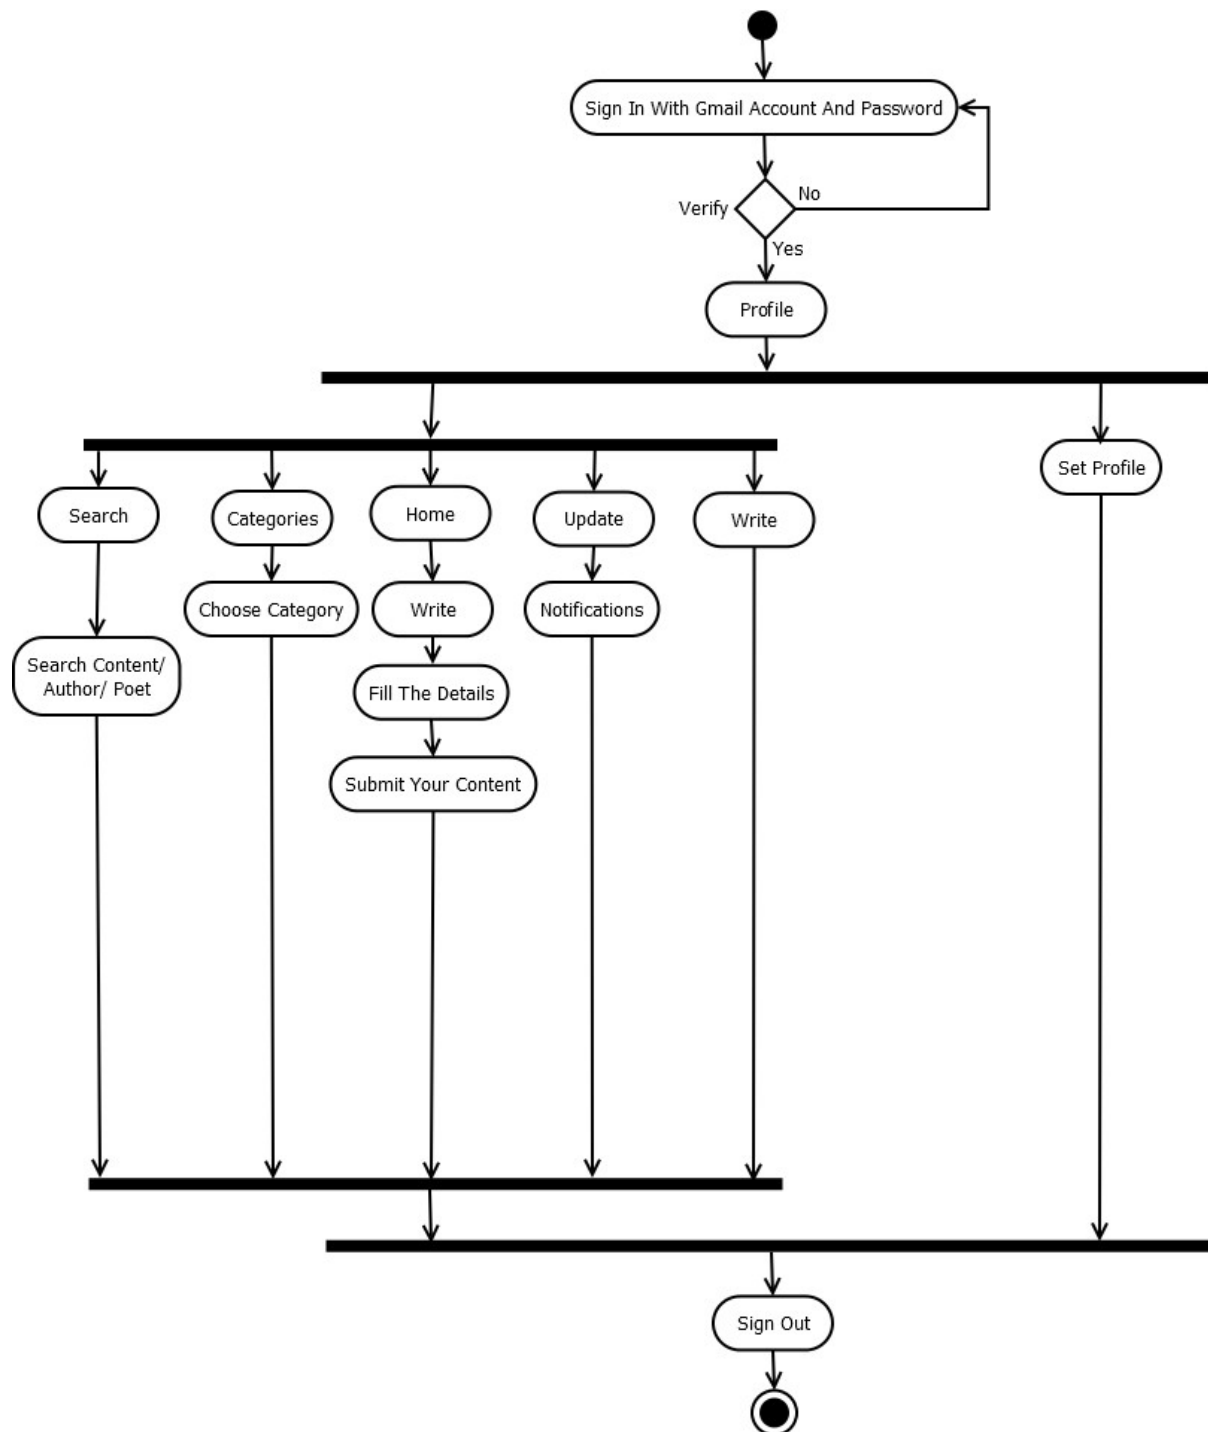 Sign In With Gmail Account And Password
No
Verify
Yes
Profile
Set Profile
Search
Categories
Home
Update
Write
Choose Category
Write
Notifications
Search Content/
Author/ Poet
Fill The Details
Submit Your Content
Sign Out